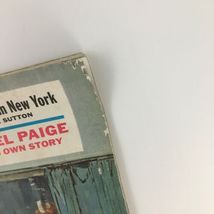 n New York
SUTTON
EL PAIGE
OWN STORY